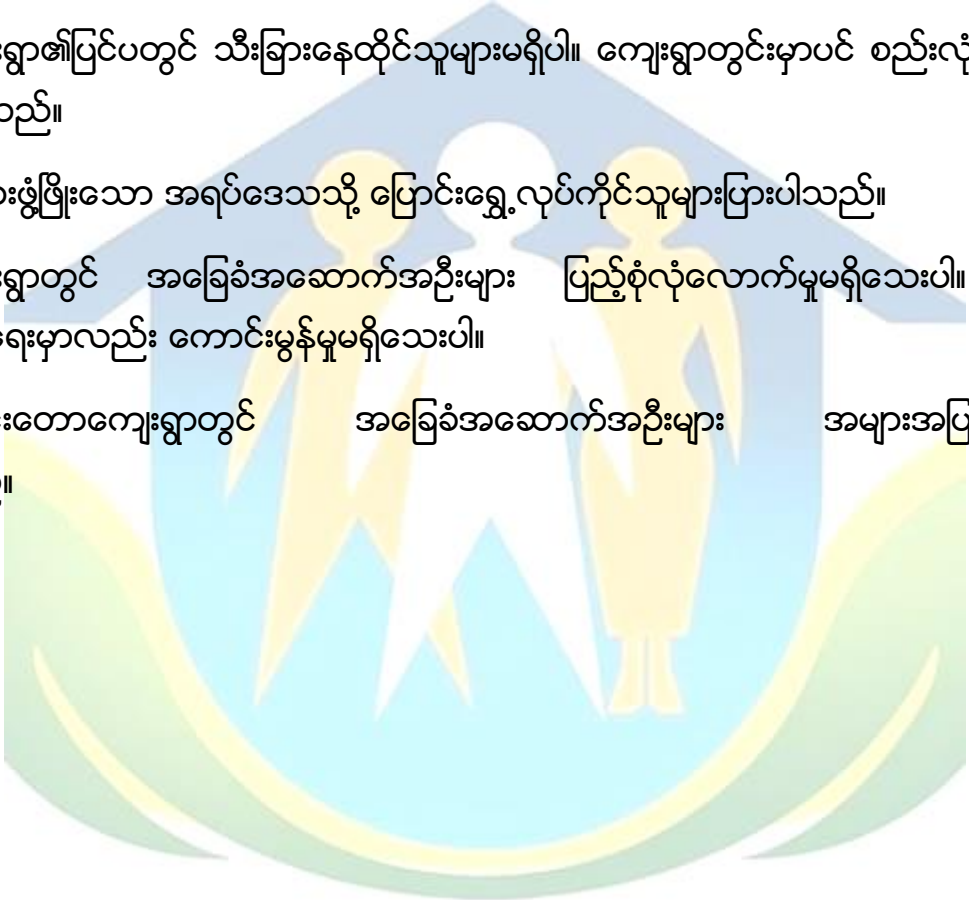 းရွာ၏ပြင်ပတွင် သီးခြားနေထိုင်သူများမရှိပါ။ ကျေးရွာတွင်းမှာပင် စည်းလုံ
သည်။
ားဖွံ့ဖြိုးသော အရပ်ဒေသသို့ ပြောင်းရွှေ့လုပ်ကိုင်သူများပြားပါသည်။
းရွာတွင် အခြေခံအဆောက်အဦးများ ပြည့်စုံလုံလောက်မှုမရှိသေးပါ။
ရေးမှာလည်း ကောင်းမွန်မှုမရှိသေးပါ။
းတောကျေးရွာတွင် အခြေခံအဆောက်အဦးများ အများအပြ
။